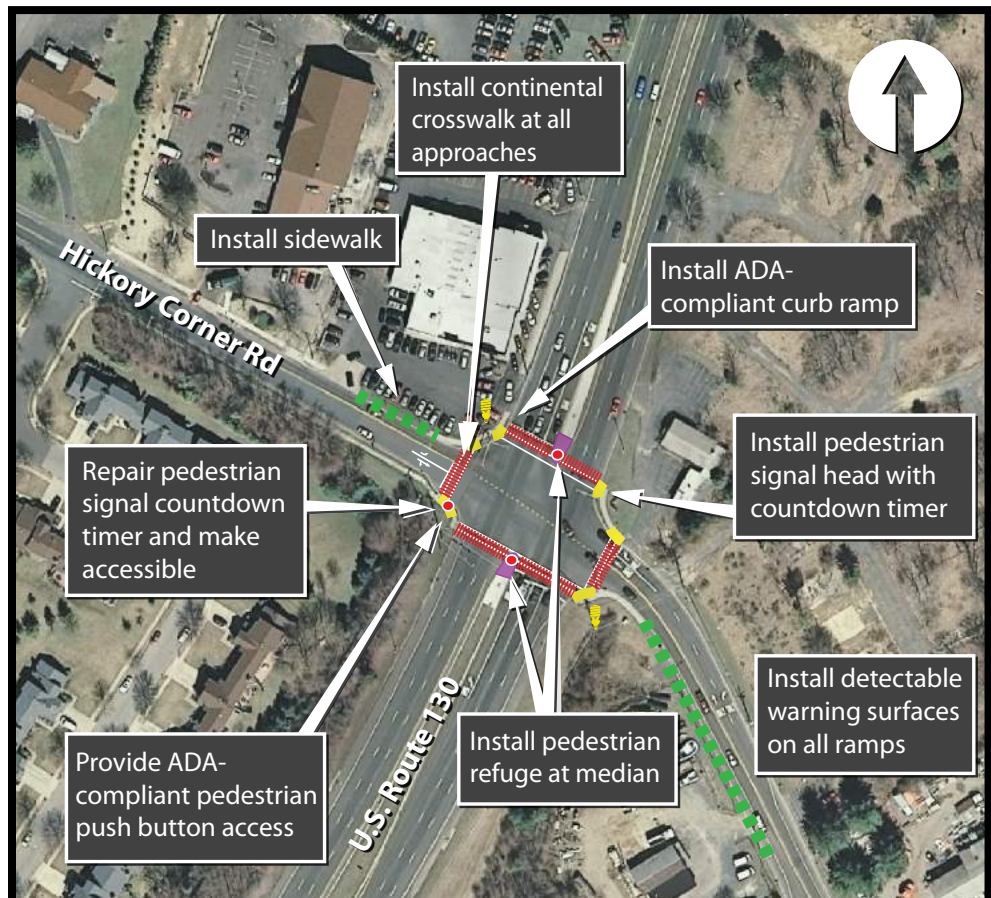 Install continental
crosswalk at all
approaches
Install sidewalk
Hickory Corner Rd
Install ADA-
compliant curb ramp
Repair pedestrian
signal countdown
timer and make
accessible
Install pedestrian
signal head with
countdown timer
Install detectable
warning surfaces
on all ramps
Provide ADA-
compliant pedestrian
push button access
U.S. Route 130
Install pedestrian
refuge at median